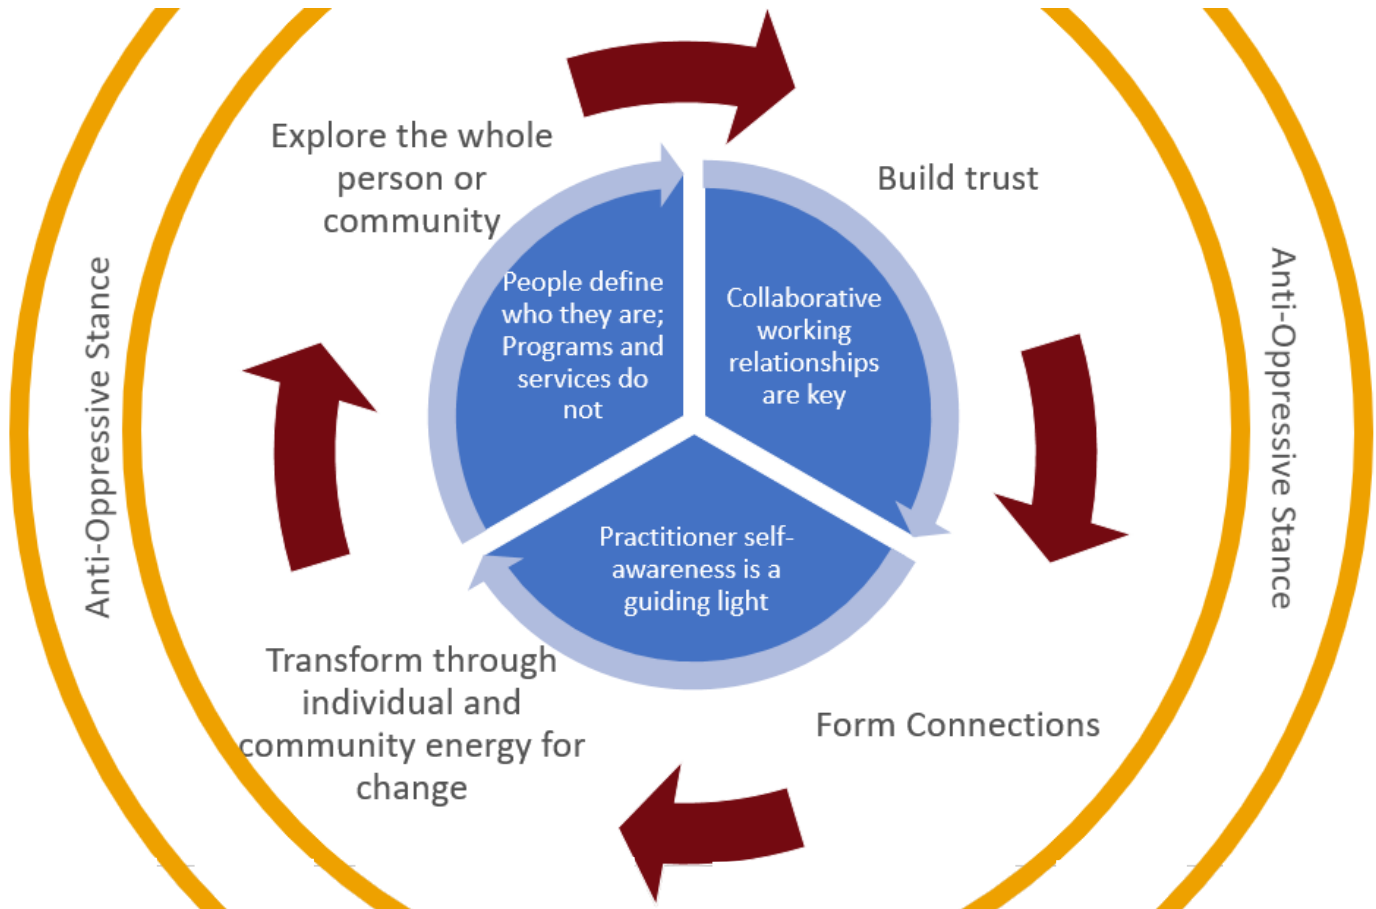 Explore the whole
person or
community
Build trust
People define
who they are;
Programs and
services do
not
Collaborative
working
relationships
are key
Anti-Oppressive Stance
Anti-Oppressive Stance
Practitioner self-
awareness is a
guiding light
Transform through
individual and
community energy for
change
Form Connections